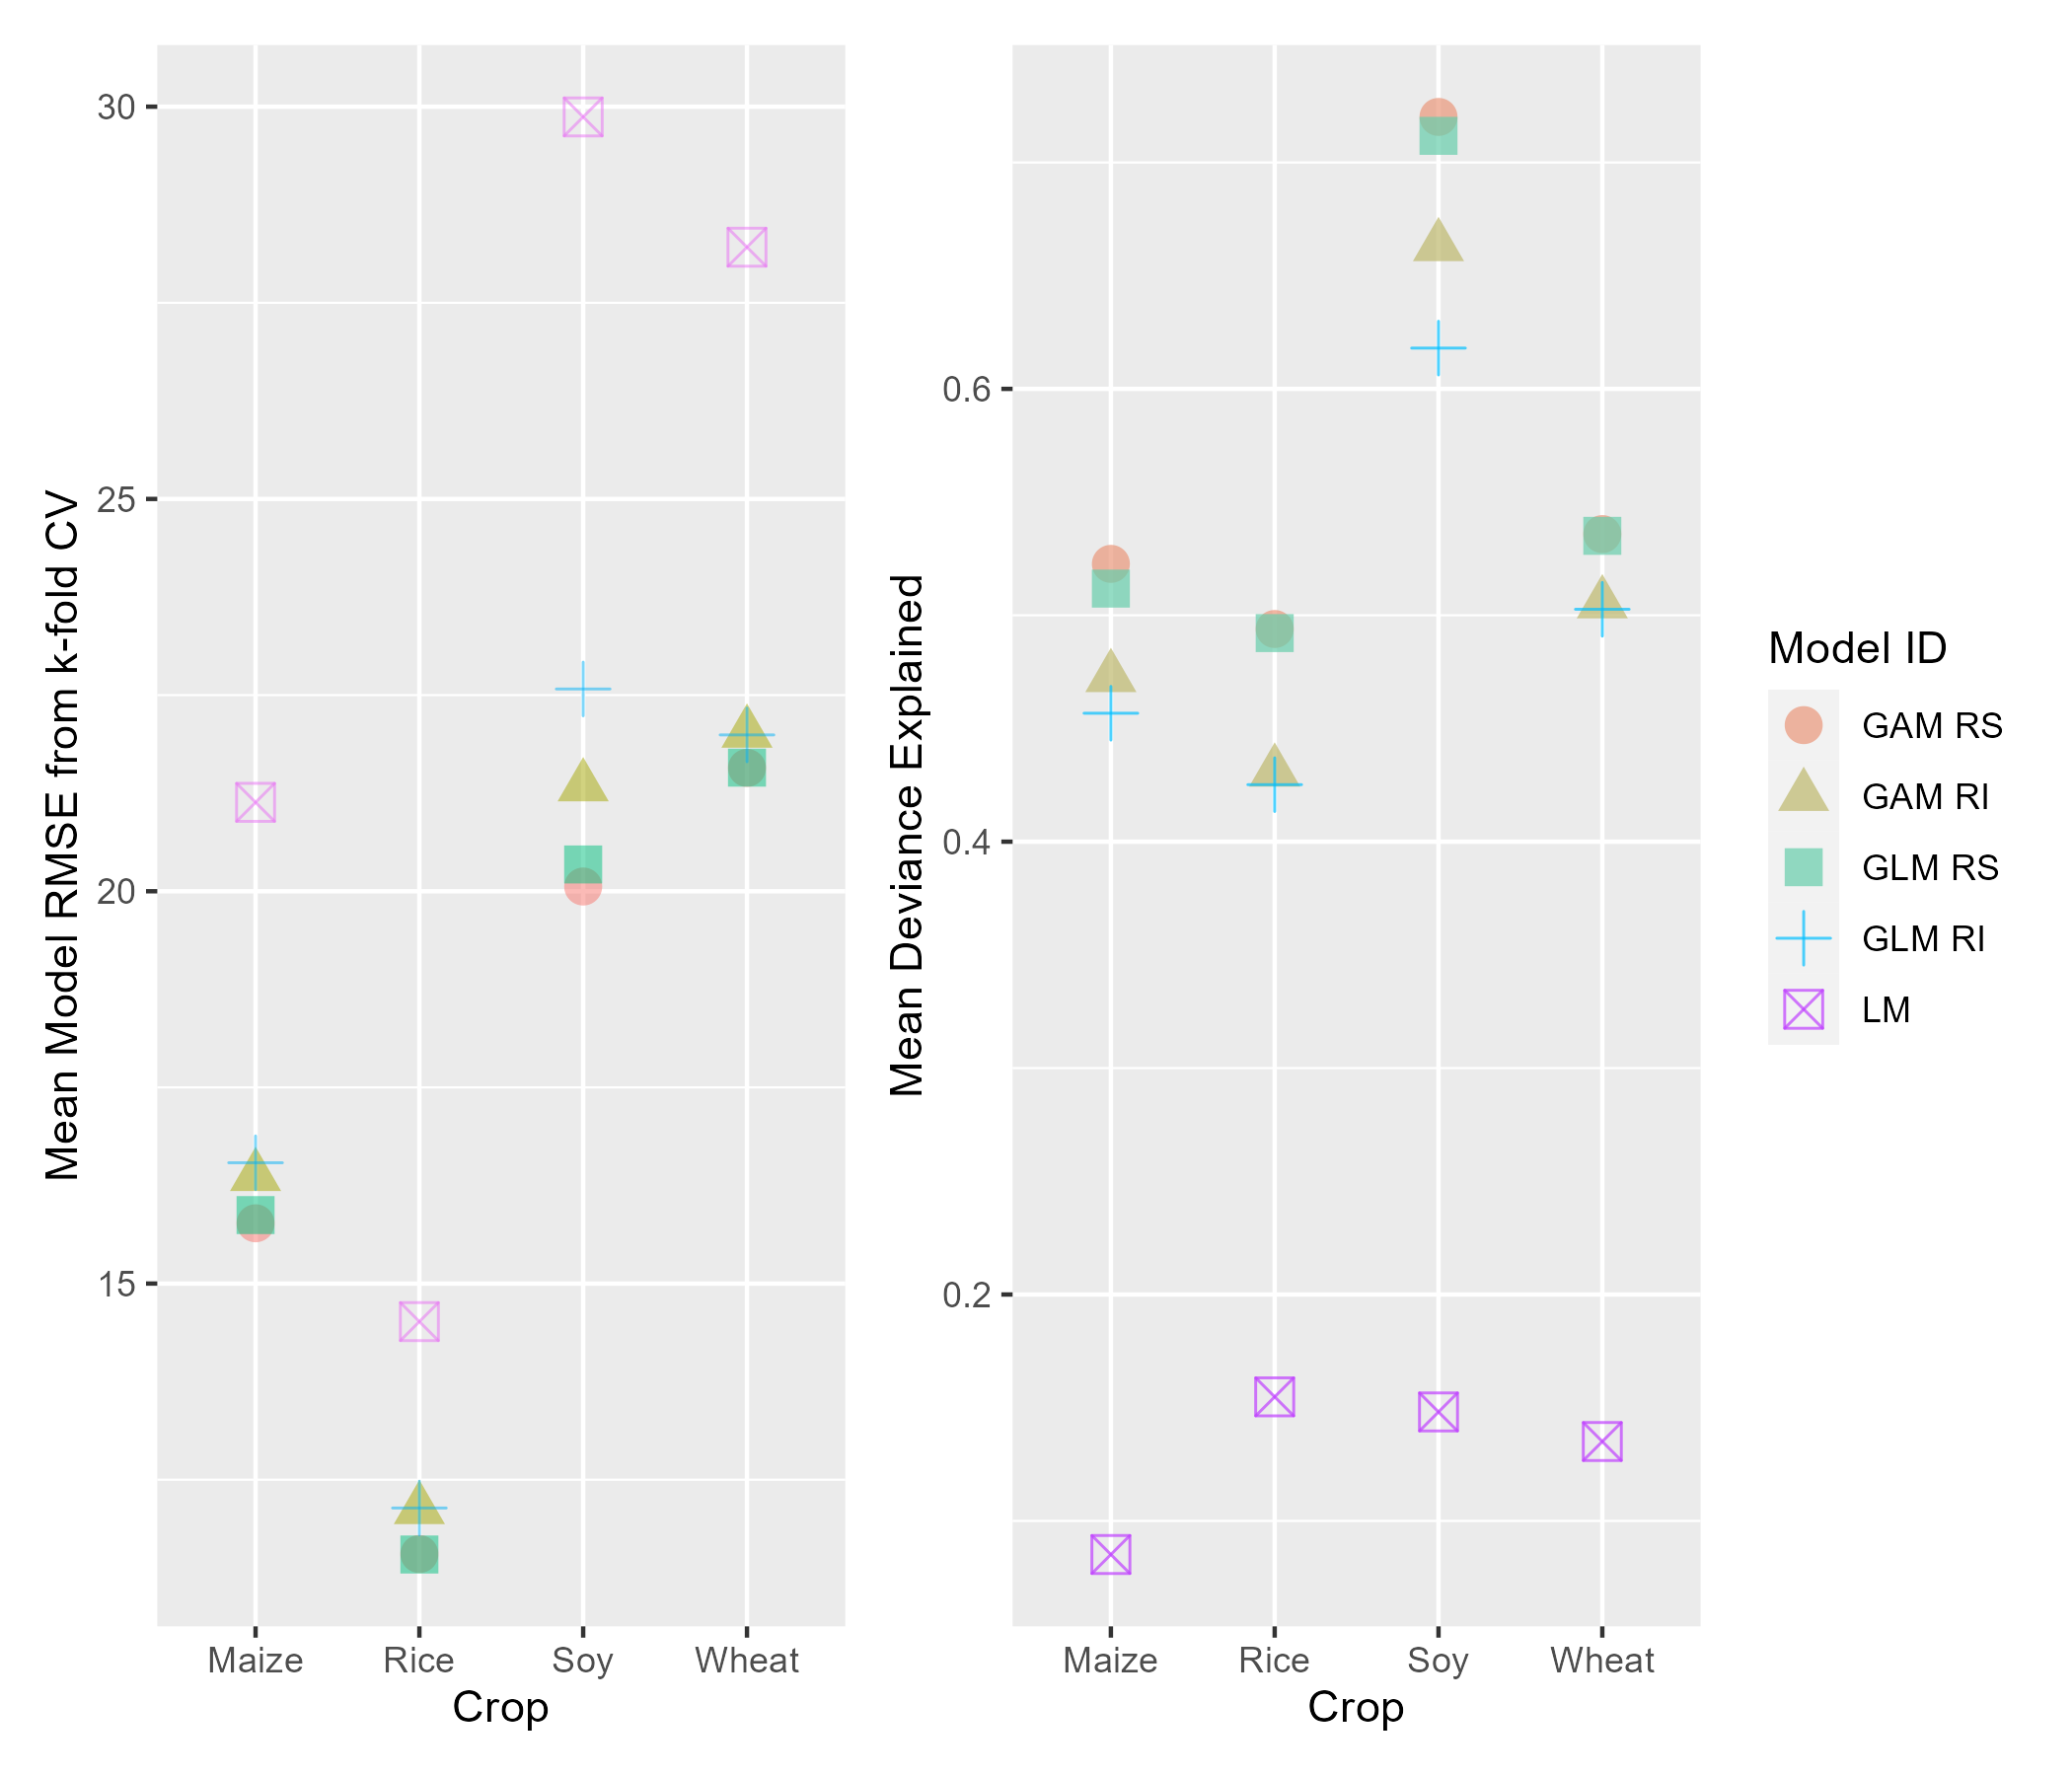 Mean Model RMSE from k-fold CV
30
25
20
15
Maize Rice Soy Wheat
Crop
Mean Deviance Explained
0.6
0.4
0.2
Maize Rice Soy Wheat
Crop
Model ID
GAM RS
GAM RI
GLM RS
GLM RI
LM